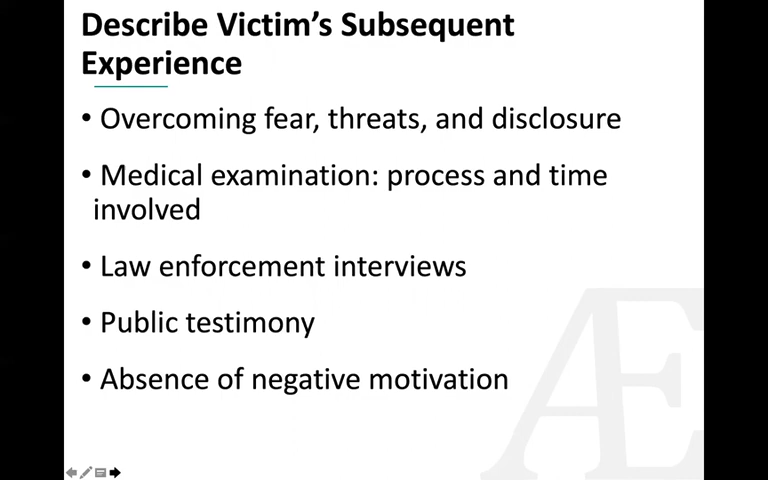 Describe Victim's Subsequent
Experience
• Overcoming fear, threats, and disclosure
• Medical examination: process and time
involved
• Law enforcement interviews
• Public testimony
• Absence of negative motivation
Æ